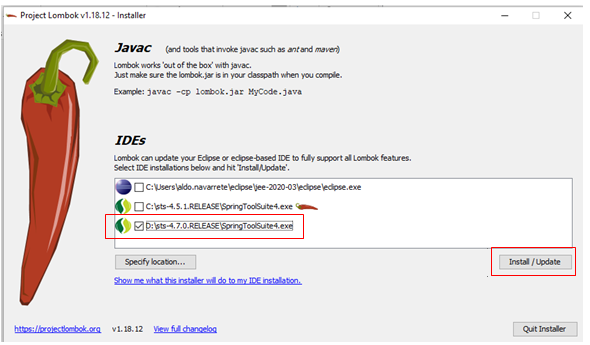 Project Lombok v1.18.12 - Installer
Javac (and tools that invoke javac such as ant and maven)
Lombok works 'out of the box' with javac.
Just make sure the lombok.jar is in your classpath when you compile.
Example: javac -cp lombok.jar MyCode.java
IDEs
Lombok can update your Eclipse or eclipse-based IDE to fully support all Lombok features.
Select IDE installations below and hit 'Install/Update'.
C:\Users\aldo.navarrete\eclipse\jee-2020-03\eclipse\eclipse.exe
C:\sts-4.5.1.RELEASE\SpringToolSuite4.exe
D:\sts-4.7.0.RELEASE\SpringToolSuite4.exe
Specify location... Install / Update
Show me what this installer will do to my IDE installation.
https://projectlombok.org v1.18.12 View full changelog Quit Installer